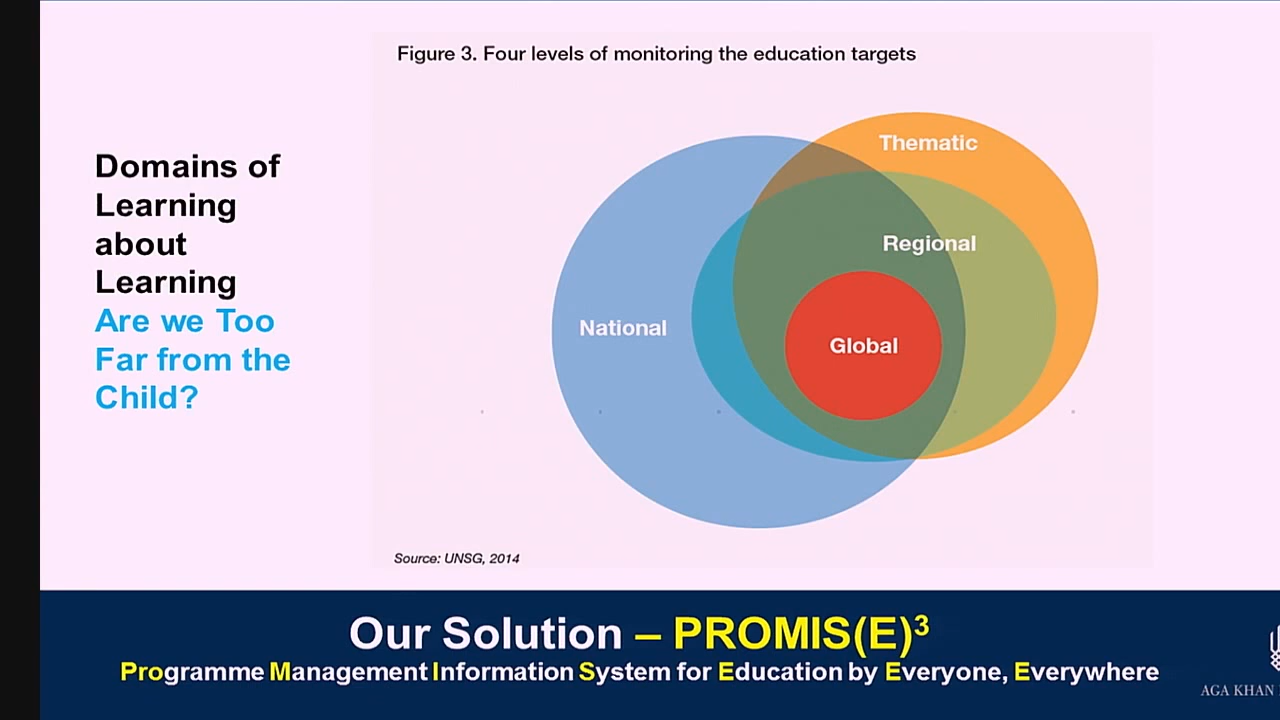 Figure 3. Four levels of monitoring the education targets
Domains of
Learning
about
Learning
Are we Too
Far from the
Child?
Thematic
Regional
National
Global
Source: UNSG, 2014
Our Solution – PROMIS(E)³
Programme Management Information System for Education by Everyone, Everywhere
AGA KHAN